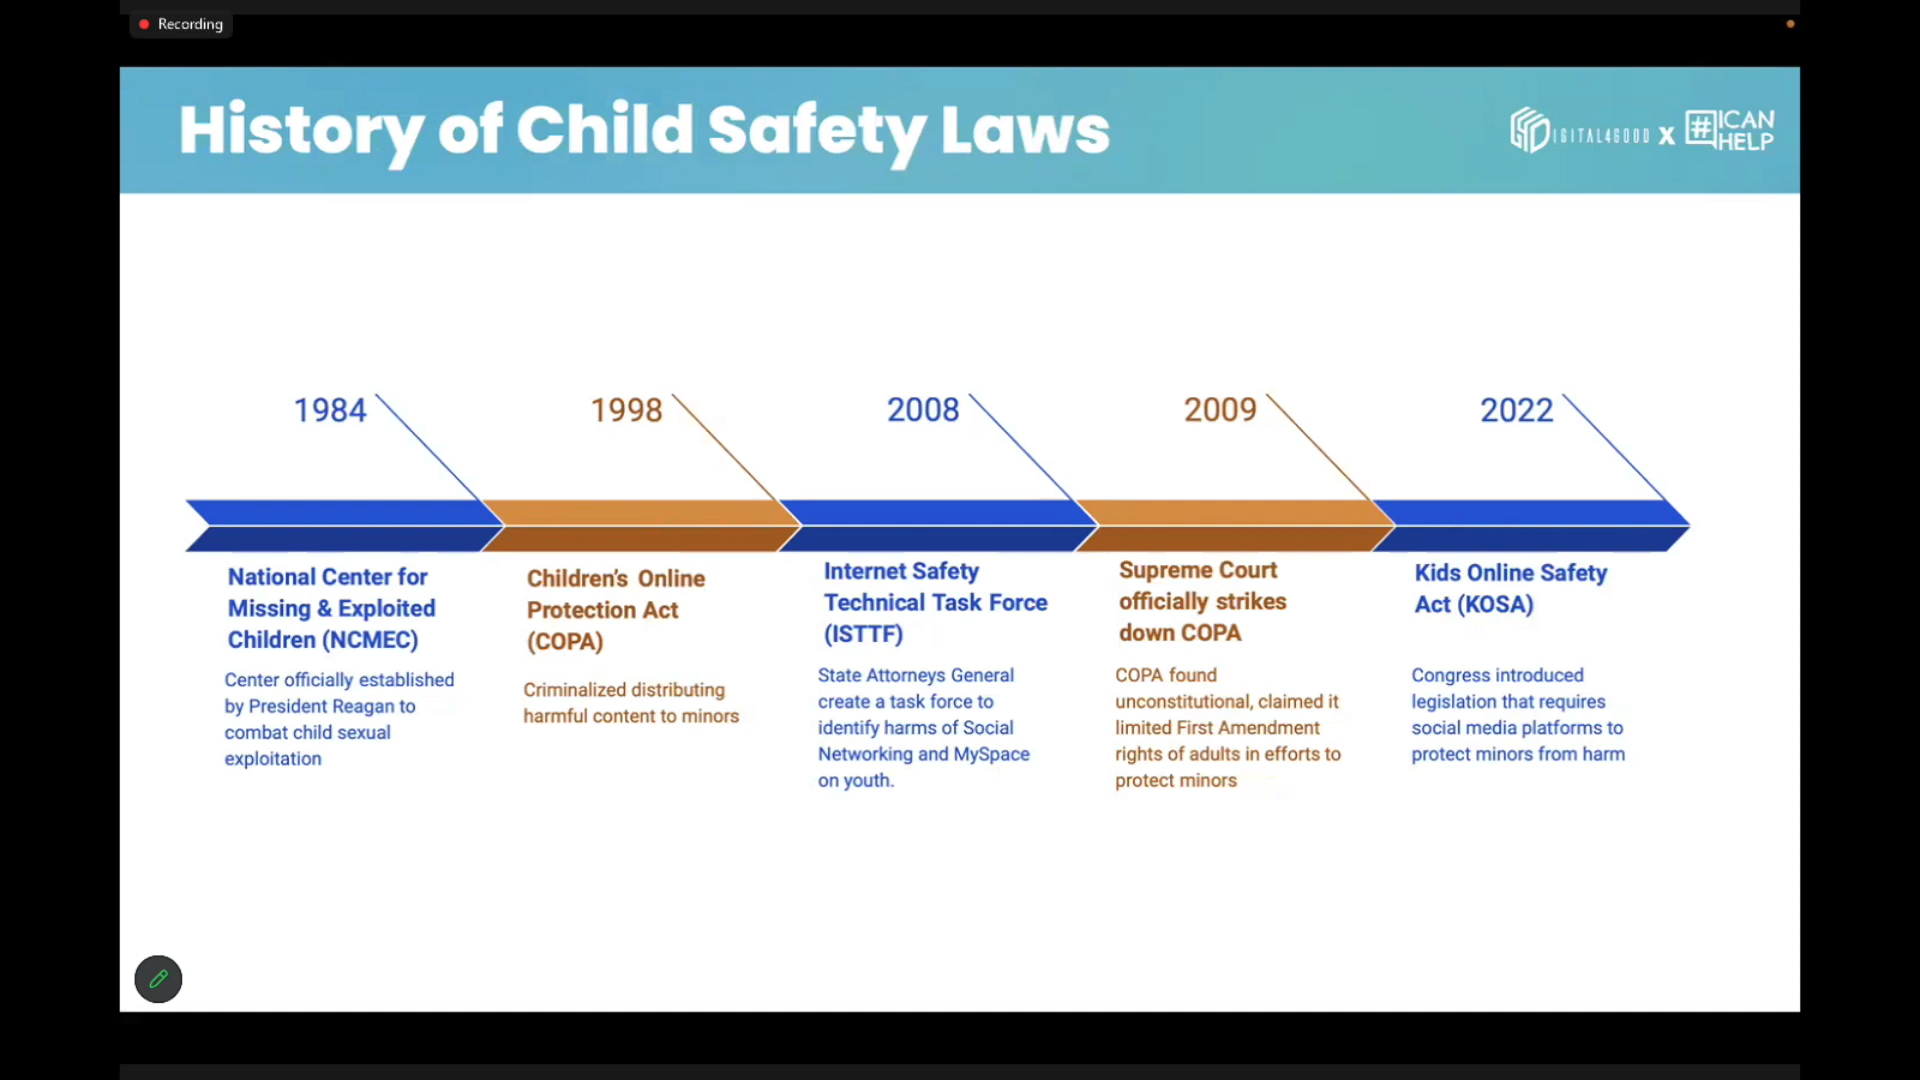 Recording
History of Child Safety Laws
IGITAL4GOOD X # ICAN
HELP
1984
1998
2008
2009
2022
National Center for
Missing & Exploited
Children (NCMEC)
Center officially established
by President Reagan to
combat child sexual
exploitation
Children's Online
Protection Act
(COPA)
Criminalized distributing
harmful content to minors
Internet Safety
Technical Task Force
(ISTTF)
State Attorneys General
create a task force to
identify harms of Social
Networking and MySpace
on youth.
Supreme Court
officially strikes
down COPA
COPA found
unconstitutional, claimed it
limited First Amendment
rights of adults in efforts to
protect minors
Kids Online Safety
Act (KOSA)
Congress introduced
legislation that requires
social media platforms to
protect minors from harm